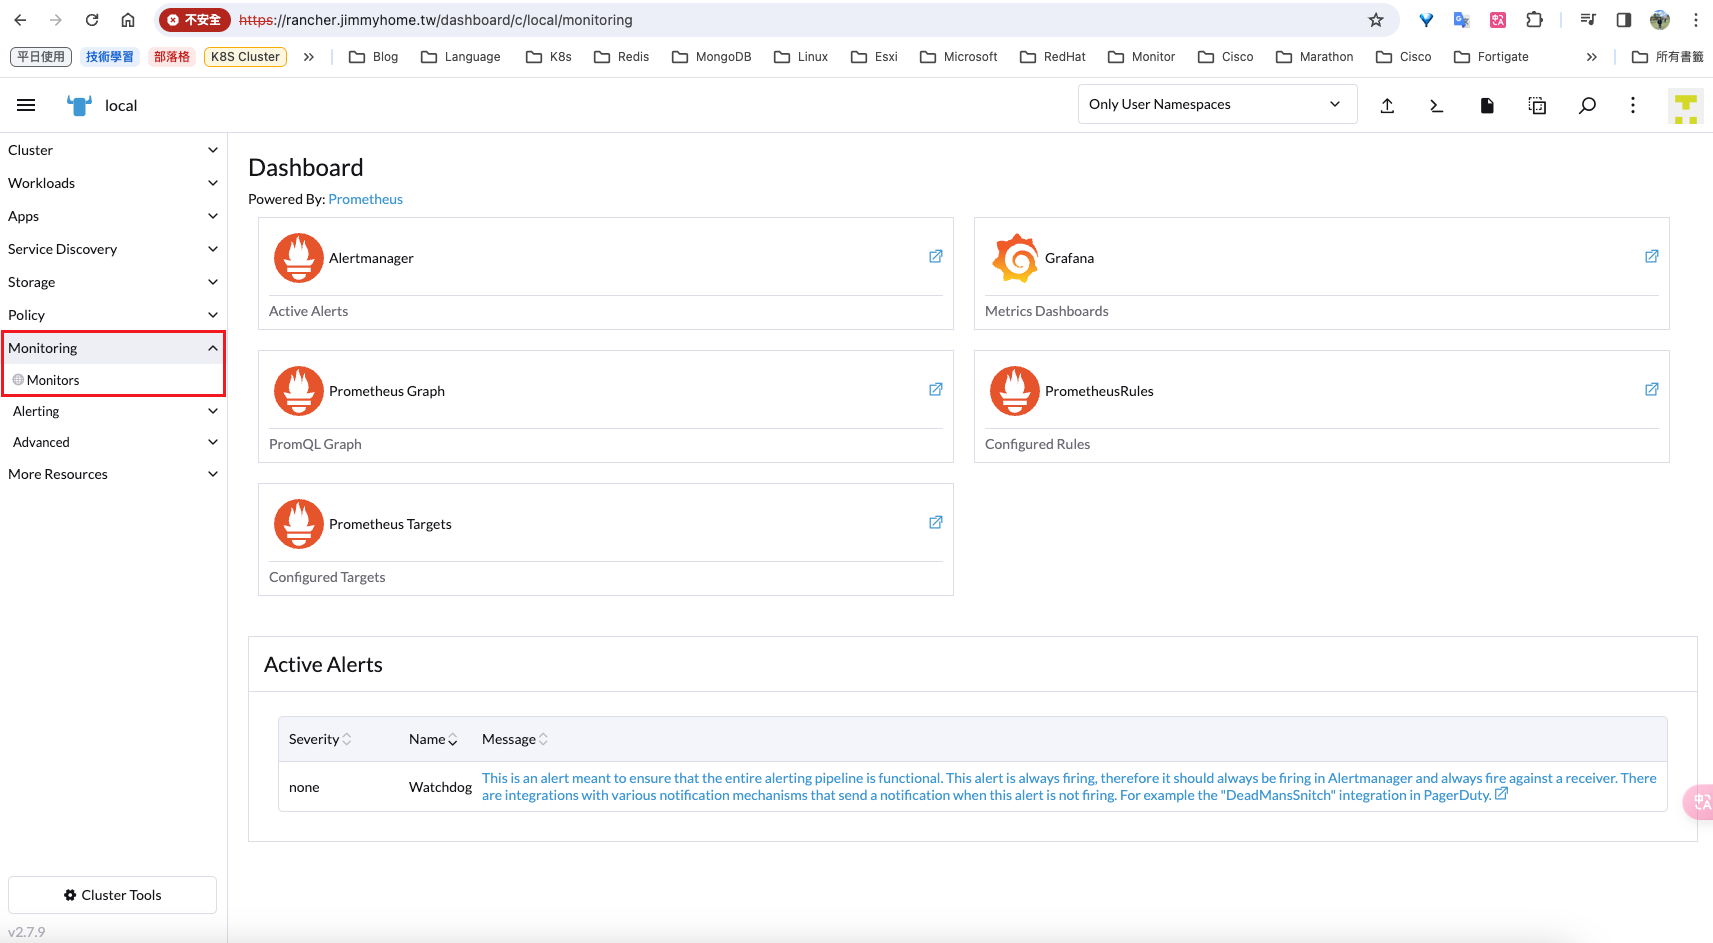 不安全 https://rancher.jimmyhome.tw/dashboard/c/local/monitoring
平日使用 技術學習 部落格 K8S Cluster » Blog Language K8s Redis MongoDB Linux Esxi Microsoft RedHat Monitor Cisco Marathon Cisco Fortigate » 所有書籤
local Only User Namespaces
Cluster
Workloads
Apps
Service Discovery
Storage
Policy
Monitoring
Monitors
Alerting
Advanced
More Resources
Cluster Tools
v2.7.9
Dashboard
Powered By: Prometheus
Alertmanager
Active Alerts
Grafana
Metrics Dashboards
Prometheus Graph
PromQL Graph
PrometheusRules
Configured Rules
Prometheus Targets
Configured Targets
Active Alerts
Severity Name Message
none Watchdog This is an alert meant to ensure that the entire alerting pipeline is functional. This alert is always firing, therefore it should always be firing in Alertmanager and always fire against a receiver. There
are integrations with various notification mechanisms that send a notification when this alert is not firing. For example the "DeadMansSnitch" integration in PagerDuty.